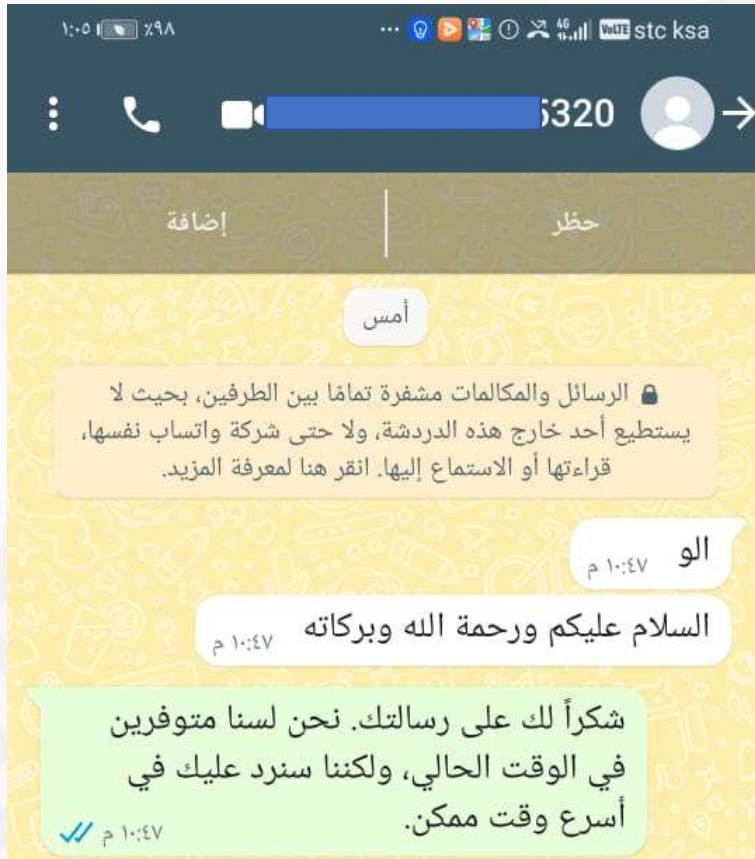 ١:٠٥ ٪٩٨ ... 4G VoLTE stc ksa
5320
حظر
إضافة
أمس
الرسائل والمكالمات مشفرة تمامًا بين الطرفين، بحيث لا
يستطيع أحد خارج هذه الدردشة، ولا حتى شركة واتساب نفسها،
قراءتها أو الاستماع إليها. انقر هنا لمعرفة المزيد.
الو ١٠:٤٧ م
السلام عليكم ورحمة الله وبركاته ١٠:٤٧ م
شكراً لك على رسالتك. نحن لسنا متوفرين
في الوقت الحالي، ولكننا سنرد عليك في
أسرع وقت ممكن.
١٠:٤٧ م